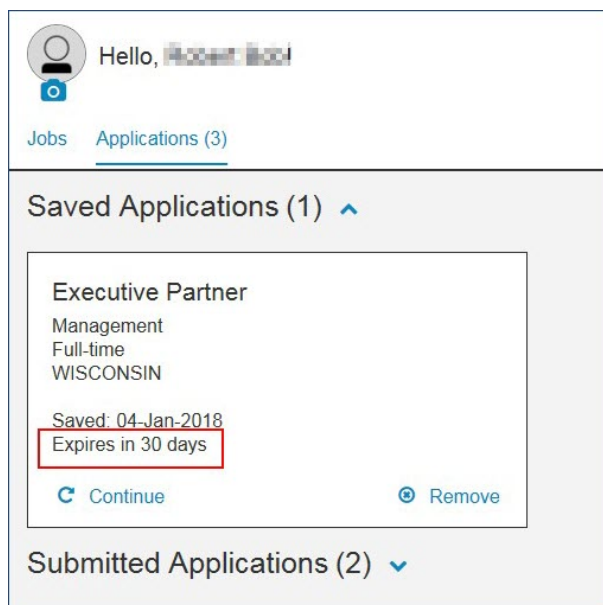 Hello,
Jobs Applications (3)
Saved Applications (1)
Executive Partner
Management
Full-time
WISCONSIN
Saved: 04-Jan-2018
Expires in 30 days
Continue Remove
Submitted Applications (2)